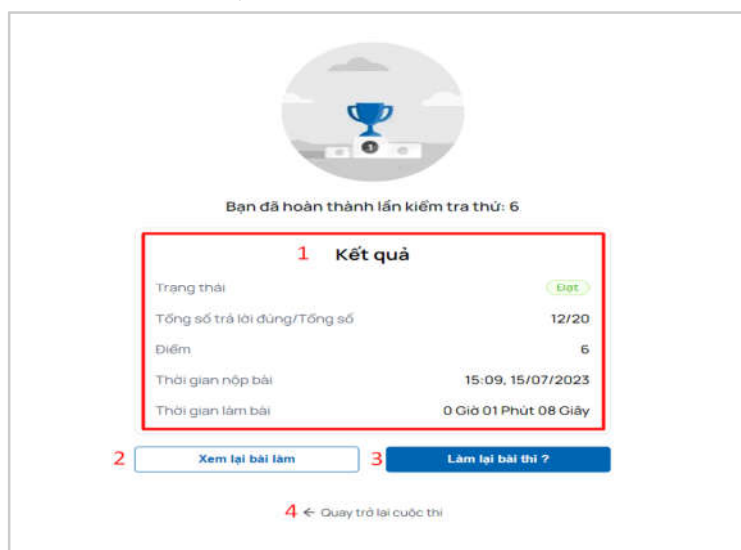 1
Bạn đã hoàn thành lần kiểm tra thứ: 6
1 Kết quả
Trạng thái Đạt
Tổng số trả lời đúng/Tổng số 12/20
Điểm 6
Thời gian nộp bài 15:09, 15/07/2023
Thời gian làm bài 0 Giờ 01 Phút 08 Giây
2 Xem lại bài làm 3 Làm lại bài thi ?
4 ← Quay trở lại cuộc thi